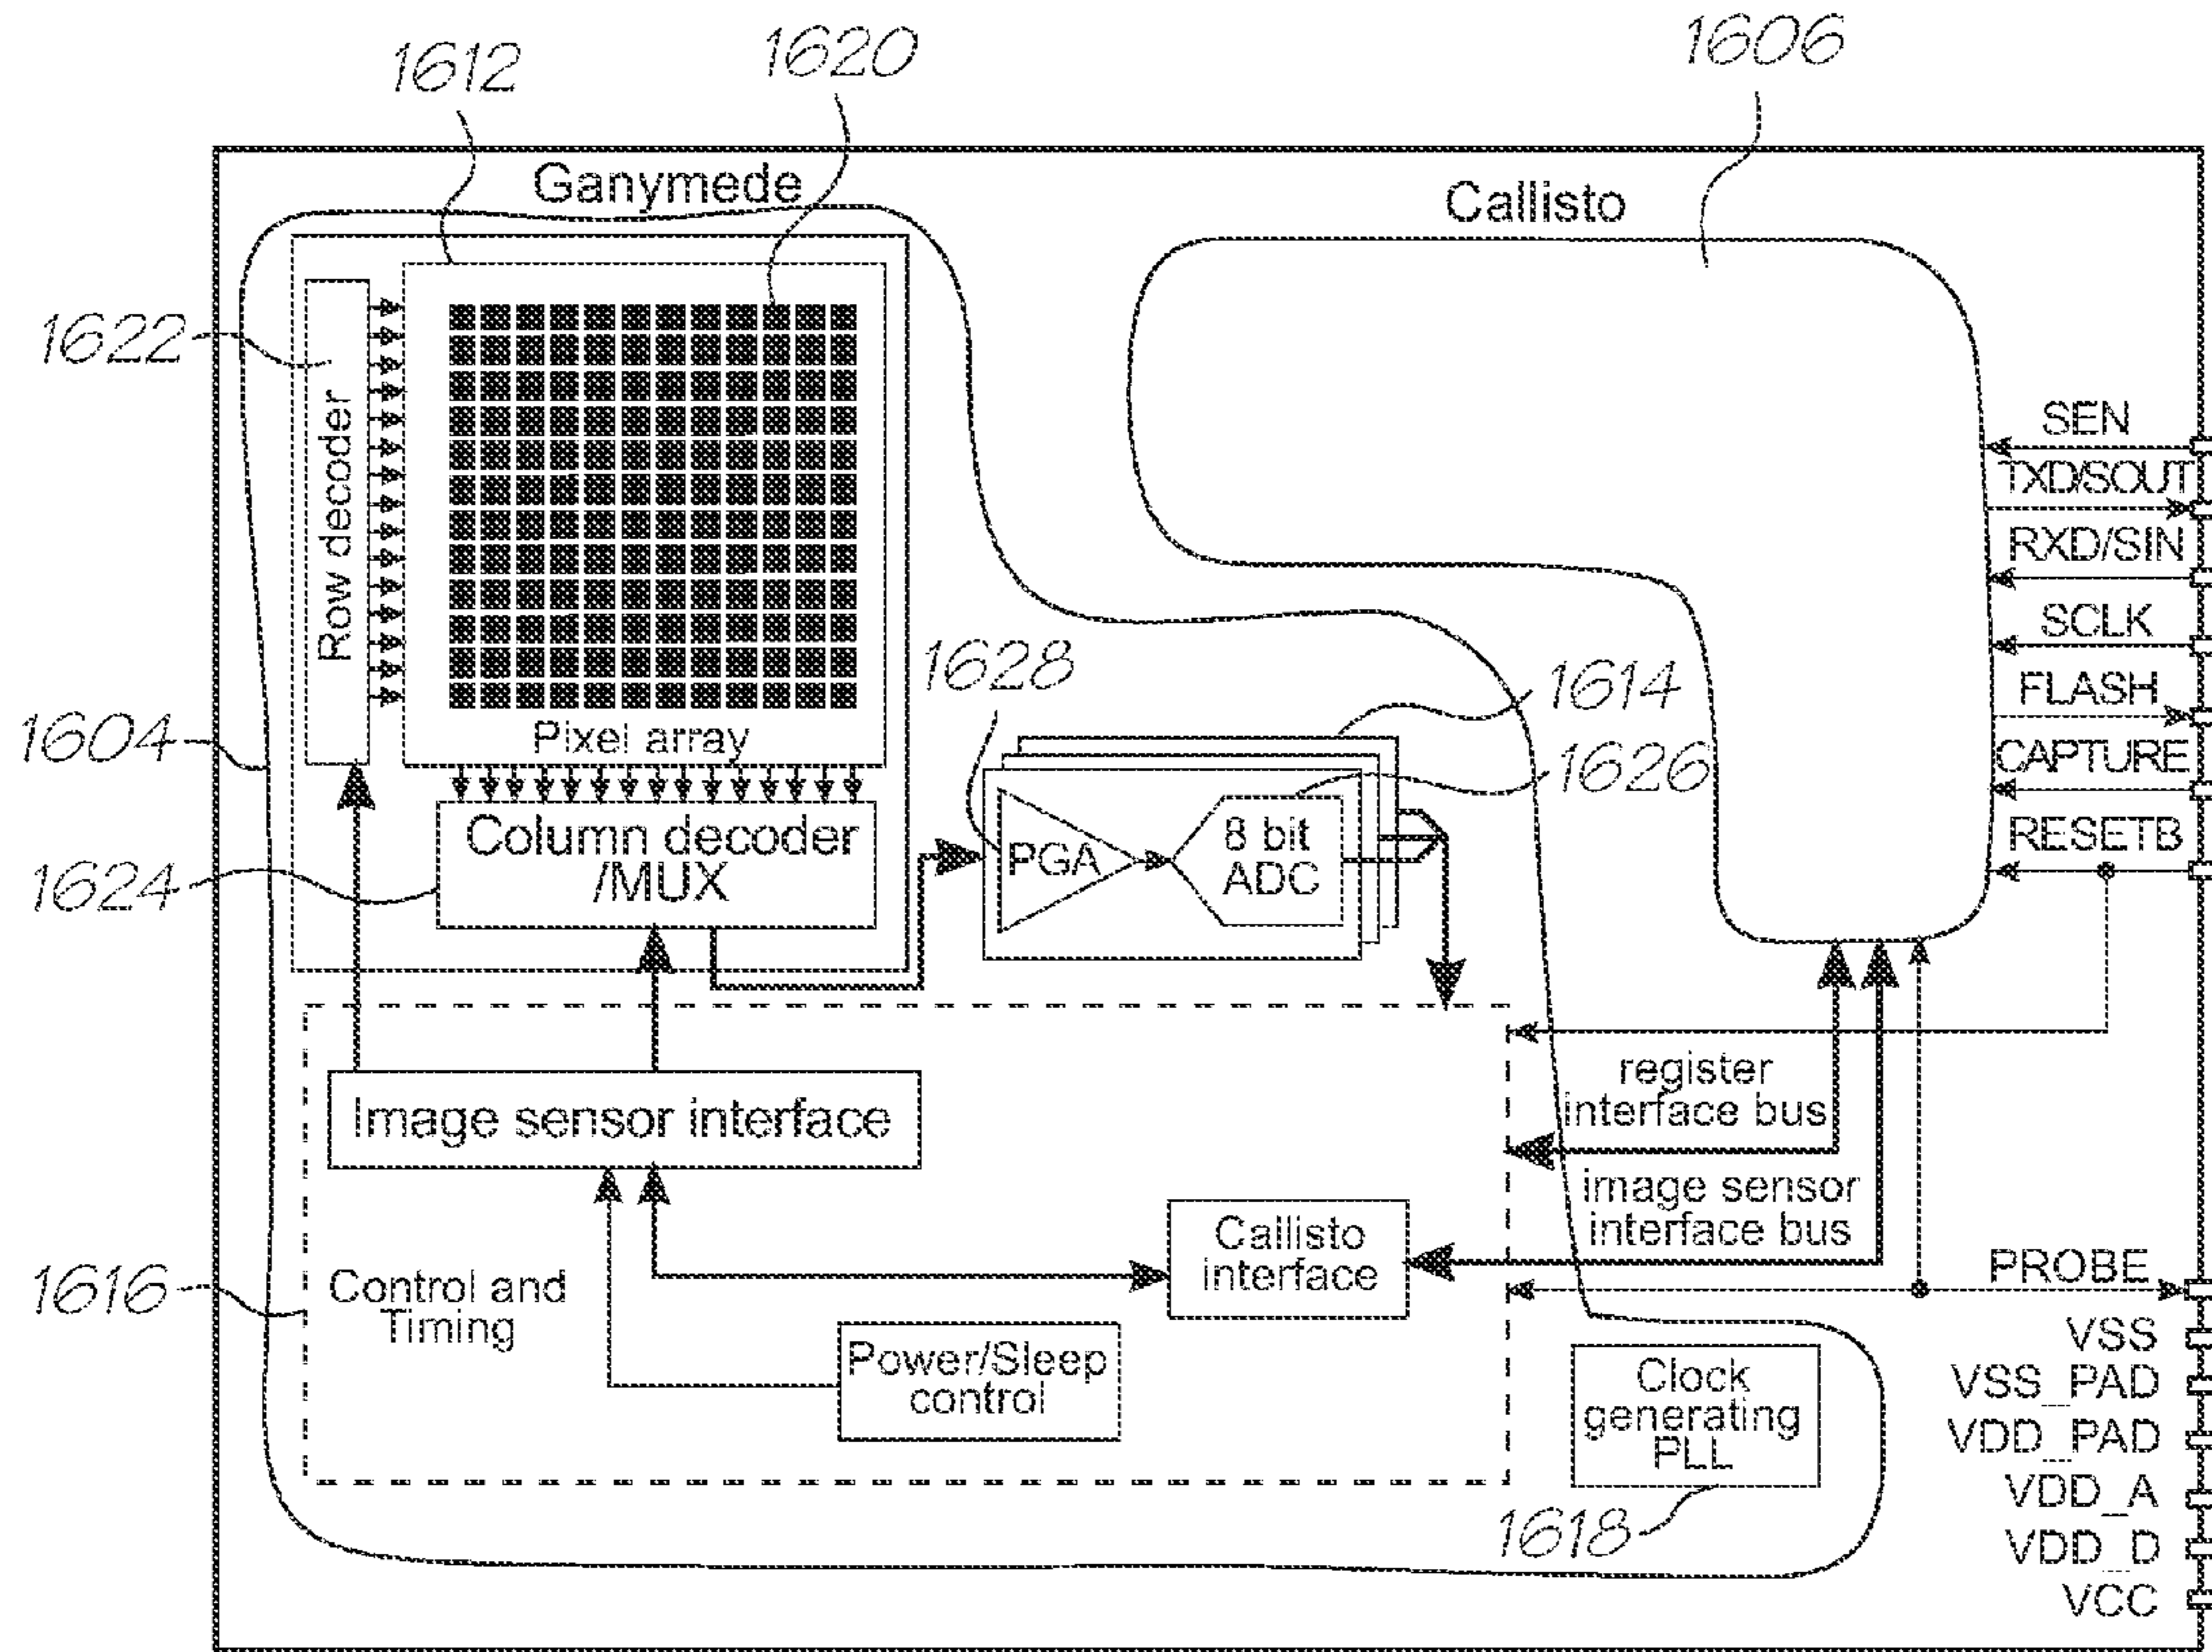 1612
1620
1606
Ganymede
Callisto
1622
Row decoder
SEN
TXD/SOUT
RXD/SIN
SCLK
1628
1614
FLASH
1604
Pixel array
1626
CAPTURE
Column decoder
/MUX
PGA
8 bit
ADC
RESETB
1624
register
interface bus
Image sensor interface
image sensor
interface bus
Callisto
interface
PROBE
1616
Control and
Timing
VSS
Power/Sleep
control
Clock
generating
PLL
VSS_PAD
VDD_PAD
VDD_A
1618
VDD_D
VCC